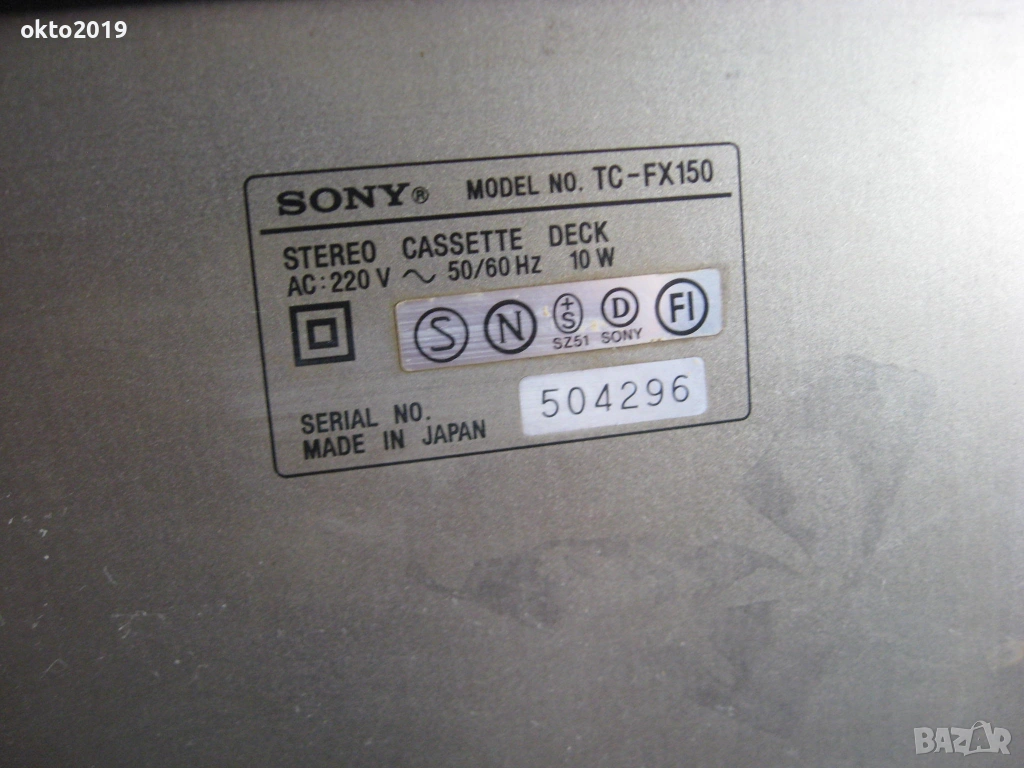 okto2019
SONY® MODEL NO. TC-FX150
STEREO CASSETTE DECK
AC: 220 V ~ 50/60 Hz 10 W
S N +S D FI
SZ51 SONY
SERIAL NO. 504296
MADE IN JAPAN
BAZAR